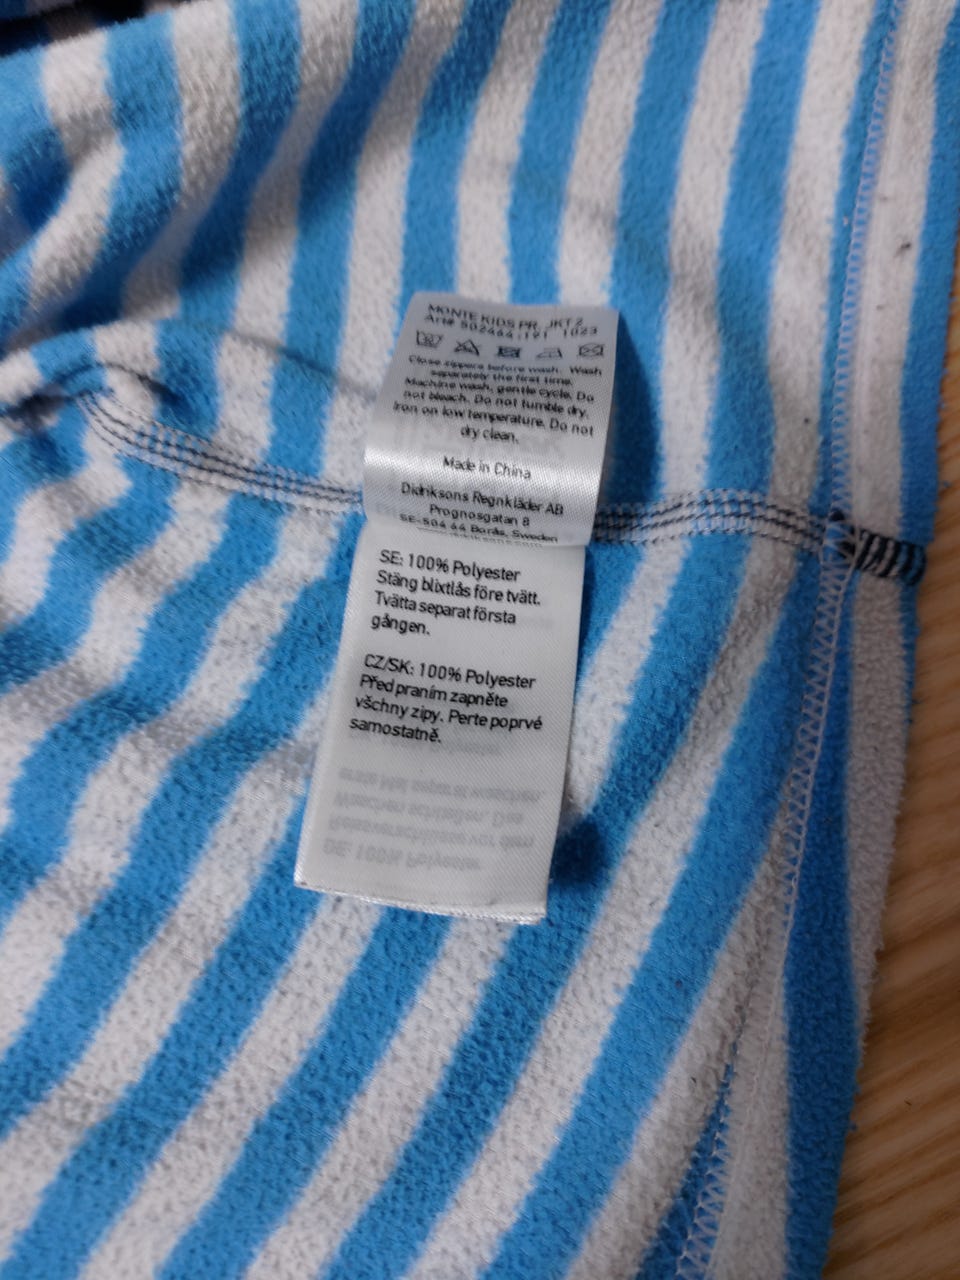 MONTE KIDS PR. JKT 2
Art# 502464:191 1023
Close zippers before wash. Wash
separately the first time.
Machine wash, gentle cycle. Do
not bleach. Do not tumble dry.
Iron on low temperature. Do not
dry clean.
Made in China
Didriksons Regnkläder AB
Prognosgatan 8
SE-504 64 Borås, Sweden
SE: 100% Polyester
Stäng blixtlås före tvätt.
Tvätta separat första
gången.
CZ/SK: 100% Polyester
Před praním zapněte
všchny zipy. Perte poprvé
samostatně.